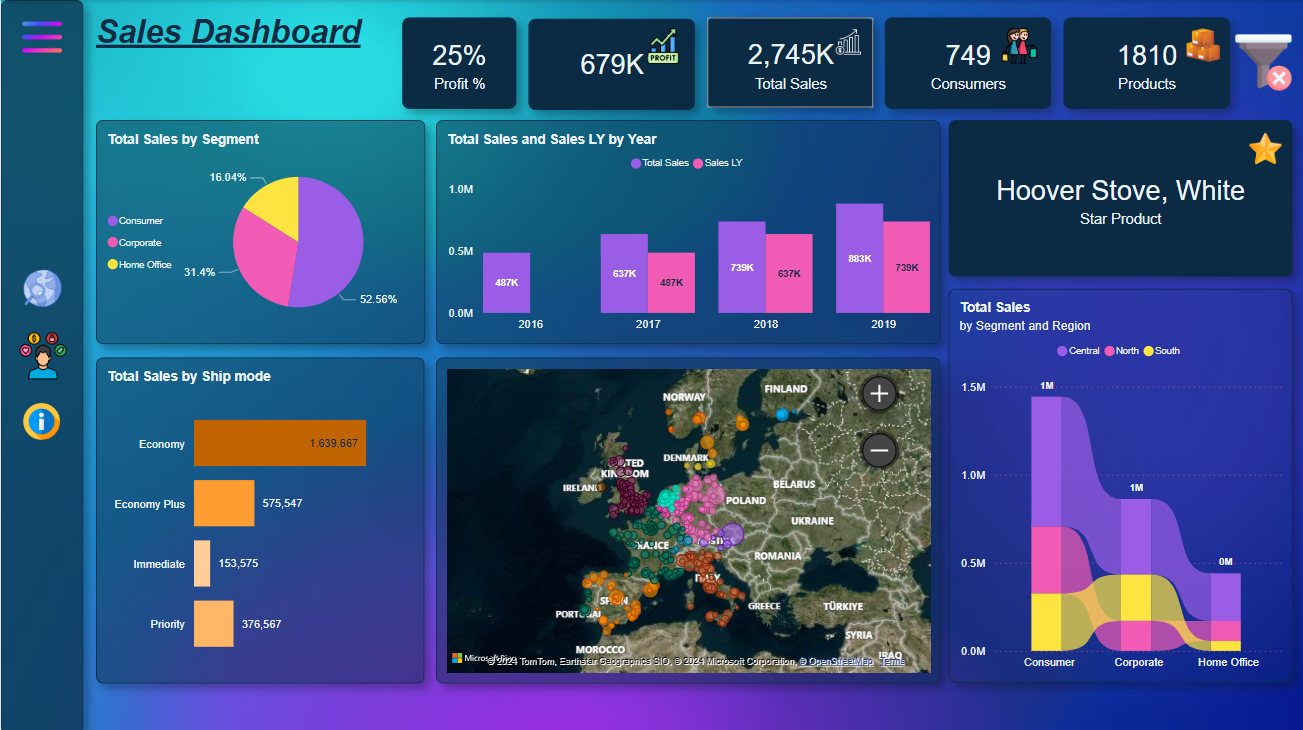 Sales Dashboard
25%
Profit %
679K
PROFIT
2,745K
Total Sales
749
Consumers
1810
Products
Total Sales by Segment
Consumer
Corporate
Home Office
16.04%
31.4%
52.56%
Total Sales and Sales LY by Year
Total Sales Sales LY
1.0M
0.5M
0.0M
487K
637K
487K
739K
637K
883K
739K
2016 2017 2018 2019
Hoover Stove, White
Star Product
Total Sales by Ship mode
Economy 1,639,667
Economy Plus 575,547
Immediate 153,575
Priority 376,567
FINLAND
NORWAY
DENMARK
UNITED
KINGDOM
IRELAND
BELARUS
POLAND
UKRAINE
FRANCE
ROMANIA
ITALY
SPAIN
PORTUGAL
GREECE
TÜRKIYE
SYRIA
MOROCCO
IRAQ
Microsoft Bing
© 2024 TomTom, Earthstar Geographics SIO, © 2024 Microsoft Corporation, © OpenStreetMap Terms
Total Sales
by Segment and Region
Central North South
1.5M
1.0M
0.5M
0.0M
1M
1M
0M
Consumer Corporate Home Office